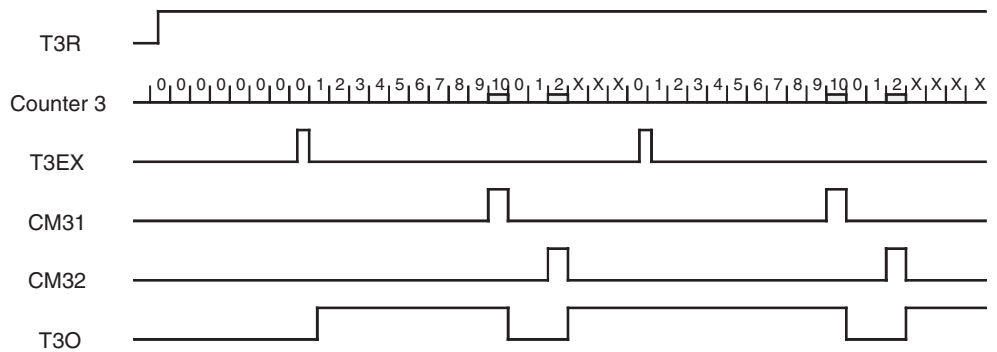 T3R
Counter 3 0 0 0 0 0 0 0 0 1 2 3 4 5 6 7 8 9 10 0 1 2 X X X 0 1 2 3 4 5 6 7 8 9 10 0 1 2 X X X X
T3EX
CM31
CM32
T3O